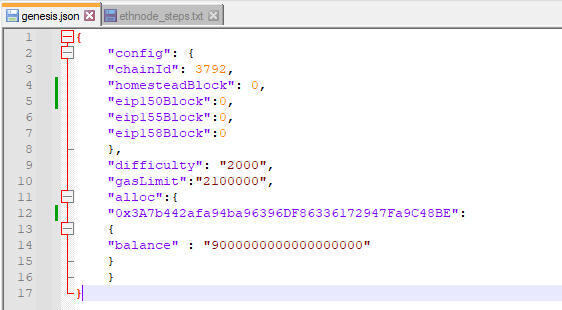 genesis.json ethnode_steps.txt
1 {
2 "config": {
3 "chainId": 3792,
4 "homesteadBlock": 0,
5 "eip150Block":0,
6 "eip155Block":0,
7 "eip158Block":0
8 },
9 "difficulty": "2000",
10 "gasLimit":"2100000",
11 "alloc":{
12 "0x3A7b442afa94ba96396DF86336172947Fa9C48BE":
13 {
14 "balance" : "9000000000000000000"
15 }
16 }
17 }